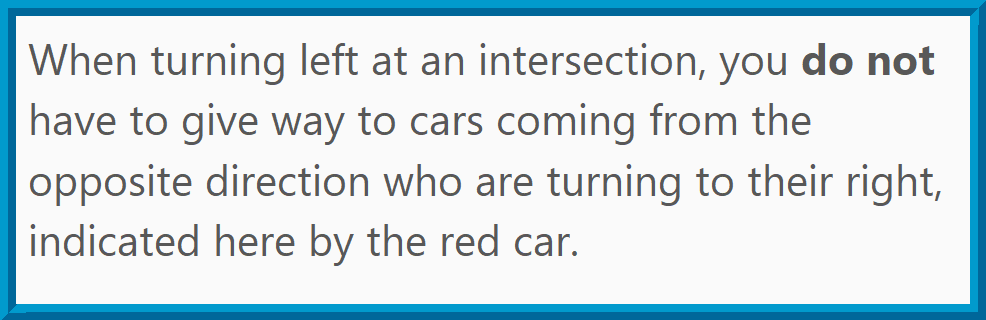 When turning left at an intersection, you do not
have to give way to cars coming from the
opposite direction who are turning to their right,
indicated here by the red car.